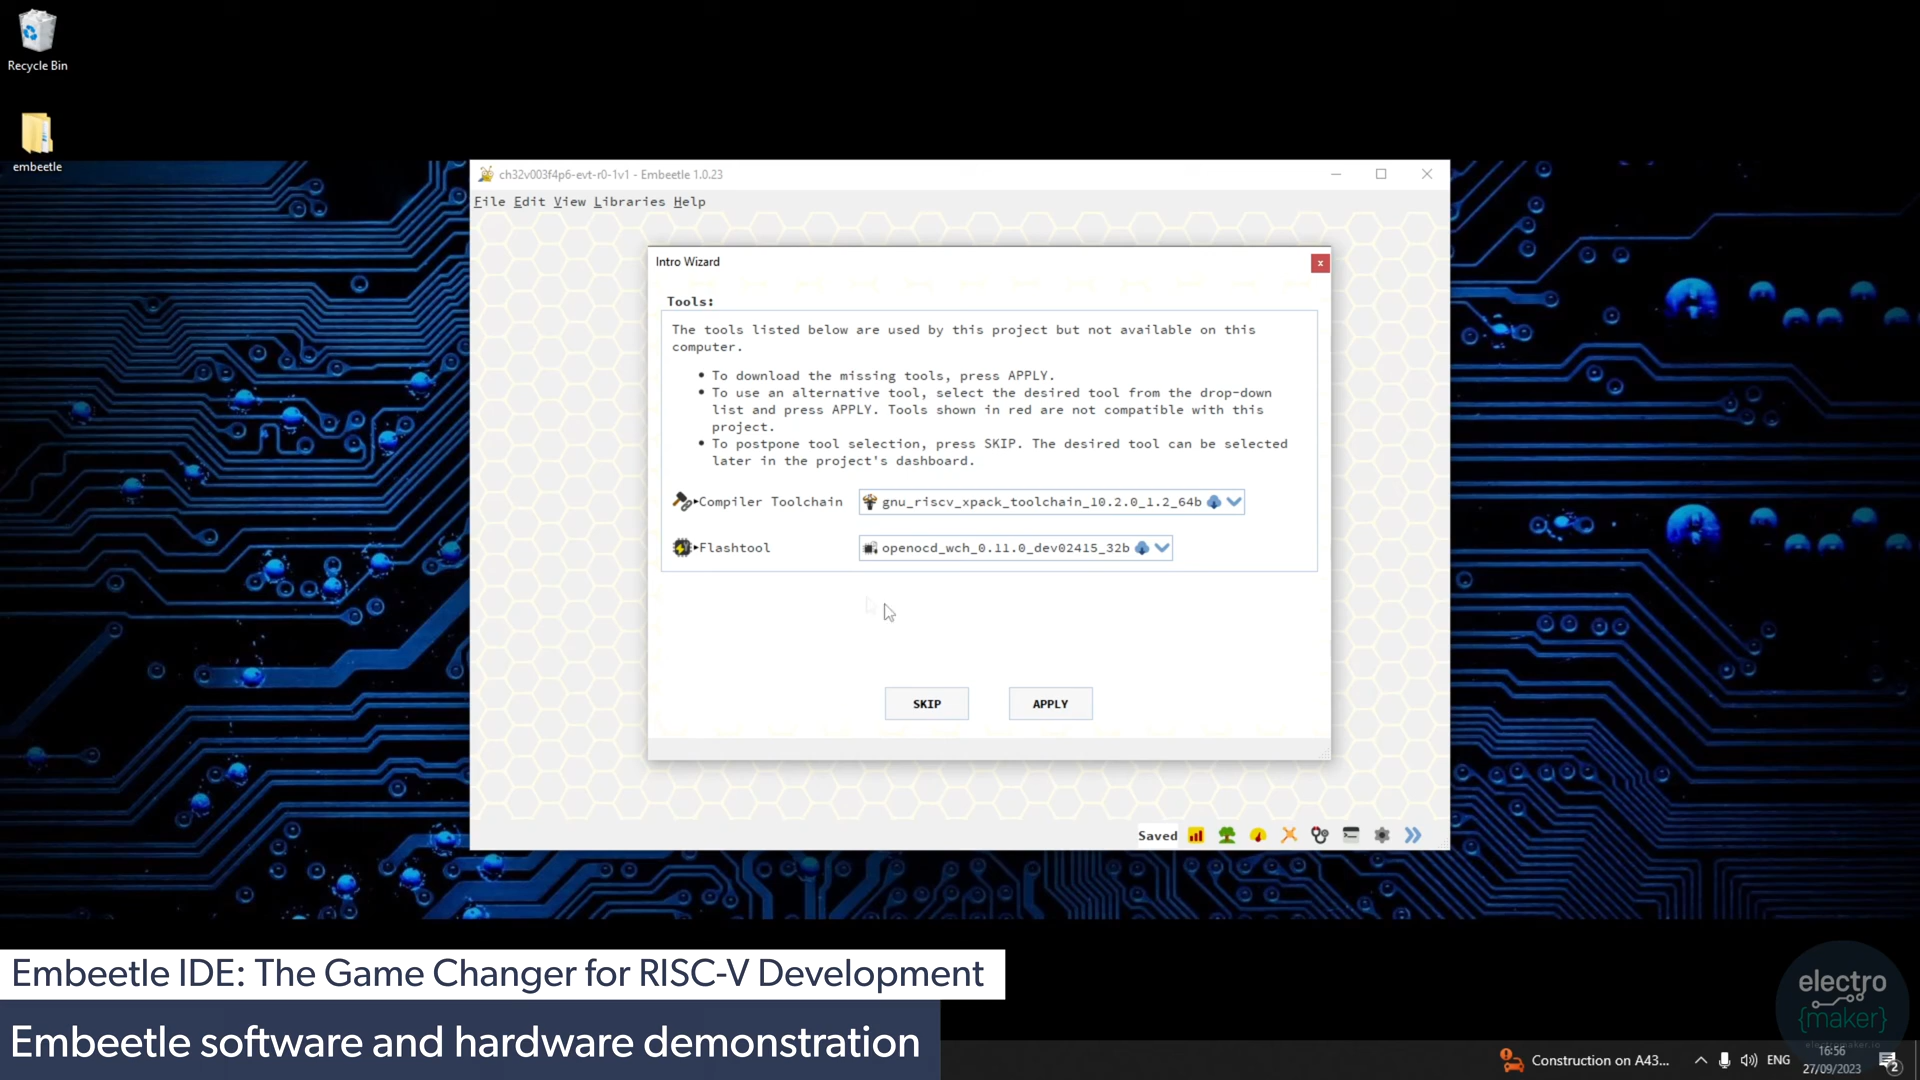 Recycle Bin
embeetle
ch32v003f4p6-evt-r0-1v1 - Embeetle 1.0.23
File Edit View Libraries Help
Intro Wizard
x
Tools:
The tools listed below are used by this project but not available on this
computer.
• To download the missing tools, press APPLY.
• To use an alternative tool, select the desired tool from the drop-down
list and press APPLY. Tools shown in red are not compatible with this
project.
• To postpone tool selection, press SKIP. The desired tool can be selected
later in the project's dashboard.
Compiler Toolchain gnu_riscv_xpack_toolchain_10.2.0_1.2_64b
Flashtool openocd_wch_0.11.0_dev02415_32b
SKIP APPLY
Saved
Embeetle IDE: The Game Changer for RISC-V Development
Embeetle software and hardware demonstration
electro
{maker}
electromaker.io
Construction on A43... ENG 16:56
27/09/2023 2